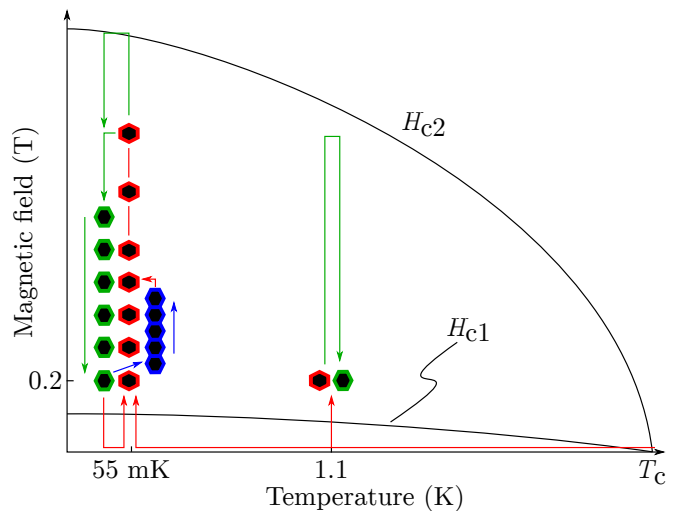 Magnetic field (T)
Hc2
Hc1
0.2
55 mK
1.1
Tc
Temperature (K)